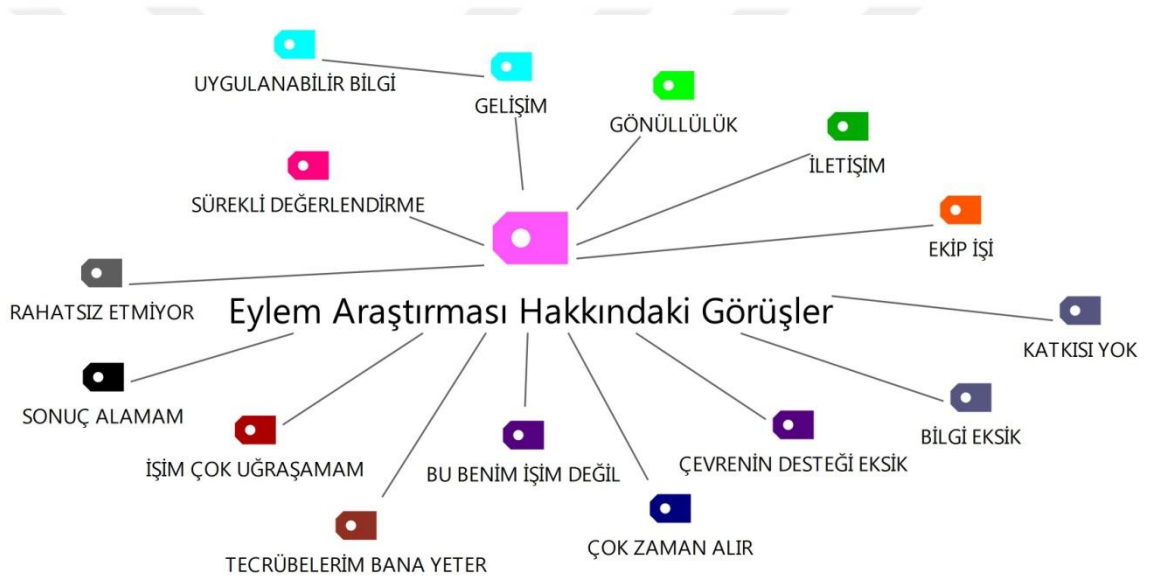 UYGULANABİLİR BİLGİ
GELİŞİM
GÖNÜLLÜLÜK
İLETİŞİM
SÜREKLİ DEĞERLENDİRME
EKİP İŞİ
RAHATSIZ ETMİYOR
Eylem Araştırması Hakkındaki Görüşler
KATKISI YOK
SONUÇ ALAMAM
BİLGİ EKSİK
İŞİM ÇOK UĞRAŞAMAM
BU BENİM İŞİM DEĞİL
ÇEVRENİN DESTEĞİ EKSİK
TECRÜBELERİM BANA YETER
ÇOK ZAMAN ALIR